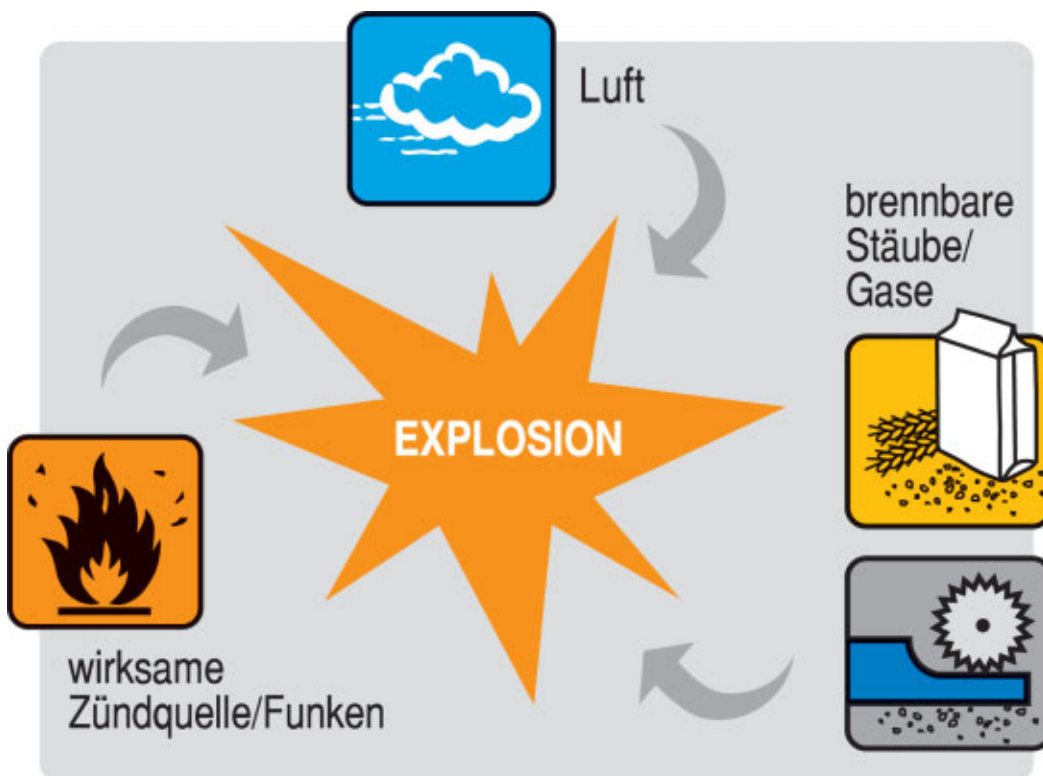 Luft
brennbare
Stäube/
Gase
EXPLOSION
wirksame
Zündquelle/Funken